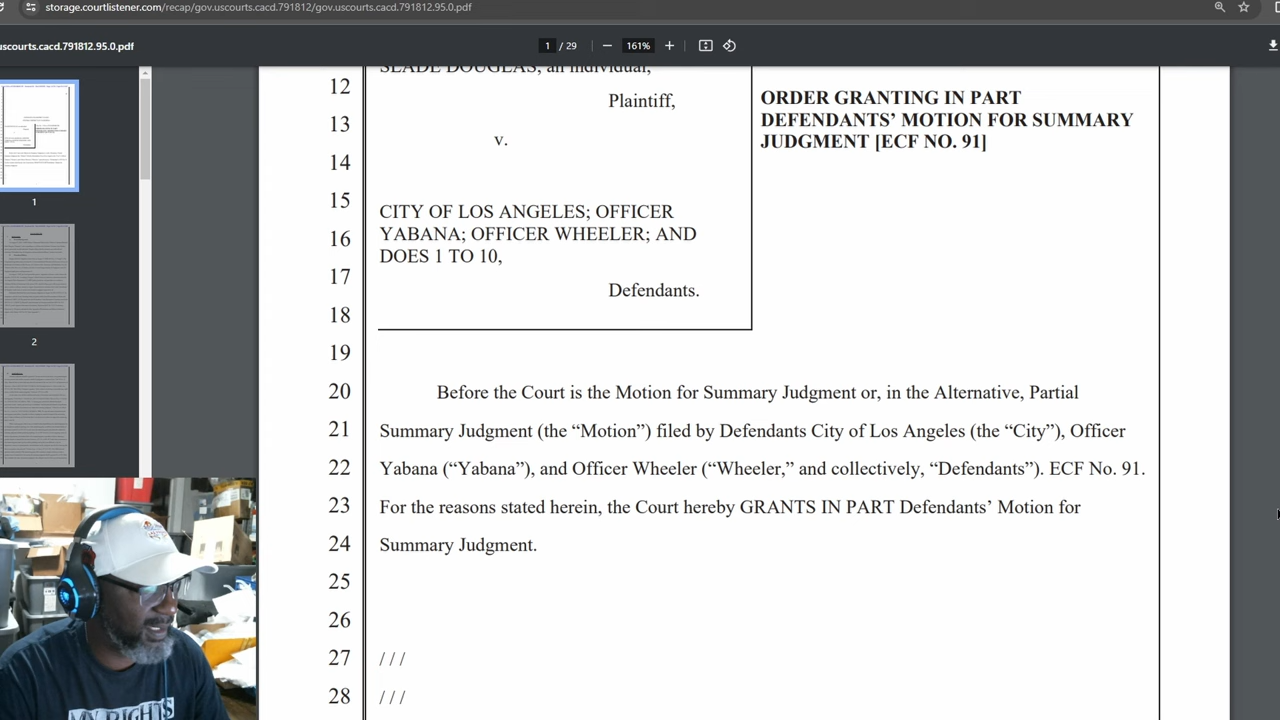 storage.courtlistener.com/recap/gov.uscourts.cacd.791812/gov.uscourts.cacd.791812.95.0.pdf
uscourts.cacd.791812.95.0.pdf
1 / 29
161%
12
SLADE DOUGLAS, an individual,
Plaintiff,
13
v.
14
15
CITY OF LOS ANGELES; OFFICER
16
YABANA; OFFICER WHEELER; AND
DOES 1 TO 10,
17
Defendants.
18
ORDER GRANTING IN PART
DEFENDANTS’ MOTION FOR SUMMARY
JUDGMENT [ECF NO. 91]
19
20 Before the Court is the Motion for Summary Judgment or, in the Alternative, Partial
21 Summary Judgment (the “Motion”) filed by Defendants City of Los Angeles (the “City”), Officer
22 Yabana (“Yabana”), and Officer Wheeler (“Wheeler,” and collectively, “Defendants”). ECF No. 91.
23 For the reasons stated herein, the Court hereby GRANTS IN PART Defendants’ Motion for
24 Summary Judgment.
25
26
27 / / /
28 / / /
1
2
MY RIGHTS